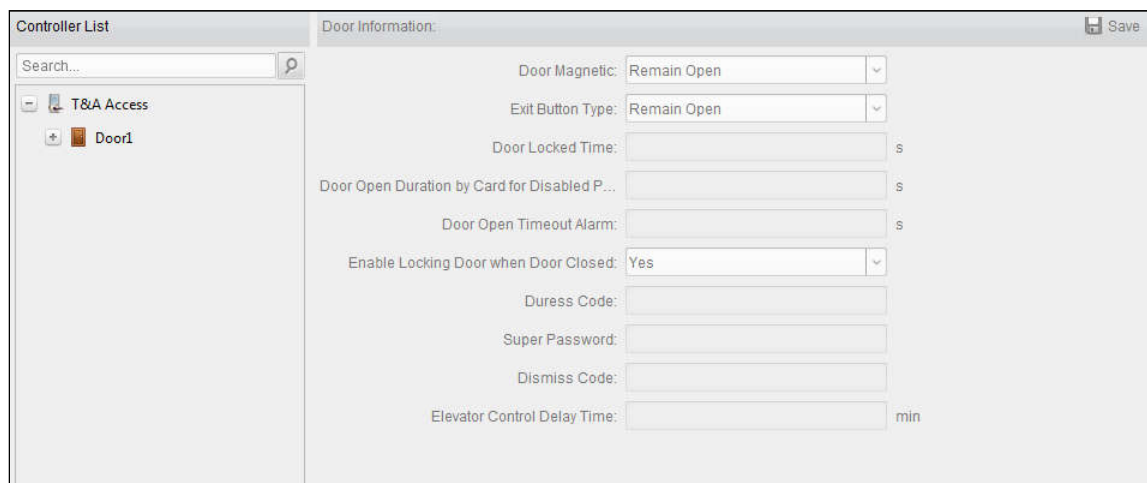 Controller List
Door Information:
Save
Search...
T&A Access
Door1
Door Magnetic: Remain Open
Exit Button Type: Remain Open
Door Locked Time: s
Door Open Duration by Card for Disabled P... s
Door Open Timeout Alarm: s
Enable Locking Door when Door Closed: Yes
Duress Code:
Super Password:
Dismiss Code:
Elevator Control Delay Time: min